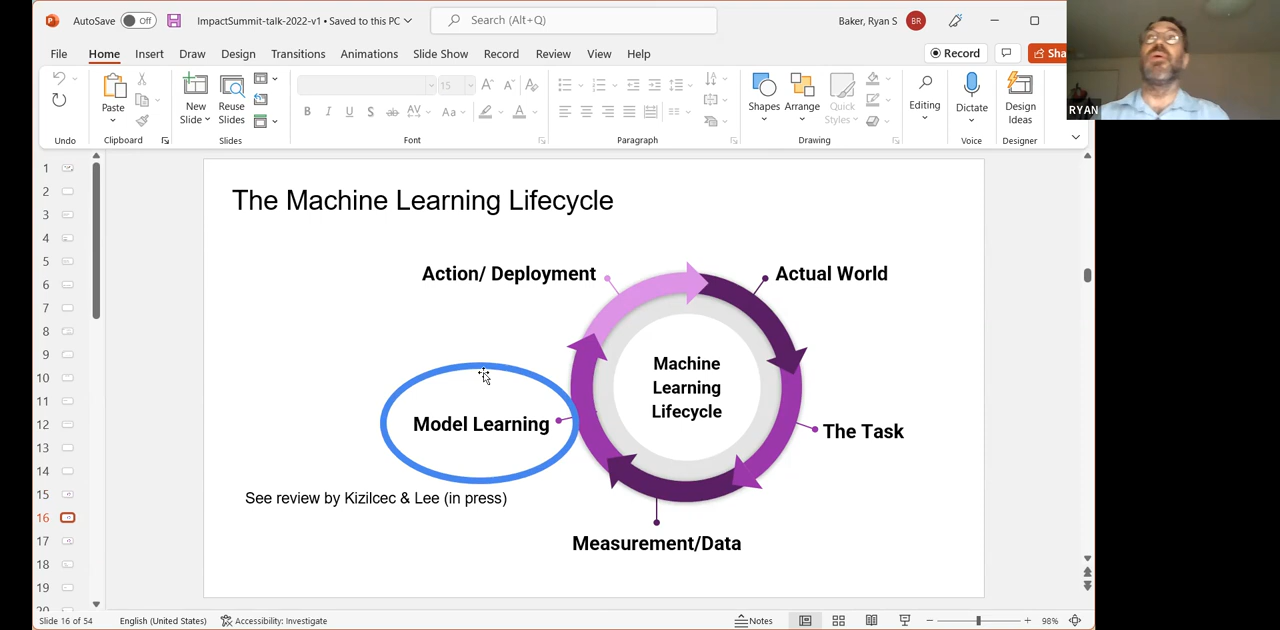 AutoSave Off ImpactSummit-talk-2022-v1 • Saved to this PC Search (Alt+Q) Baker, Ryan S BR
File Home Insert Draw Design Transitions Animations Slide Show Record Review View Help Record Sha
Paste New Slide Reuse Slides 15 Shapes Arrange Quick Styles Editing Dictate Design Ideas
RYAN
Undo Clipboard Slides Font Paragraph Drawing Voice Designer
1
2
3
4
5
6
7
8
9
10
11
12
13
14
15
16
17
18
19
20
The Machine Learning Lifecycle
Action/ Deployment
Actual World
Machine
Learning
Lifecycle
Model Learning
The Task
See review by Kizilcec & Lee (in press)
Measurement/Data
Slide 16 of 54 English (United States) Accessibility: Investigate Notes 98%